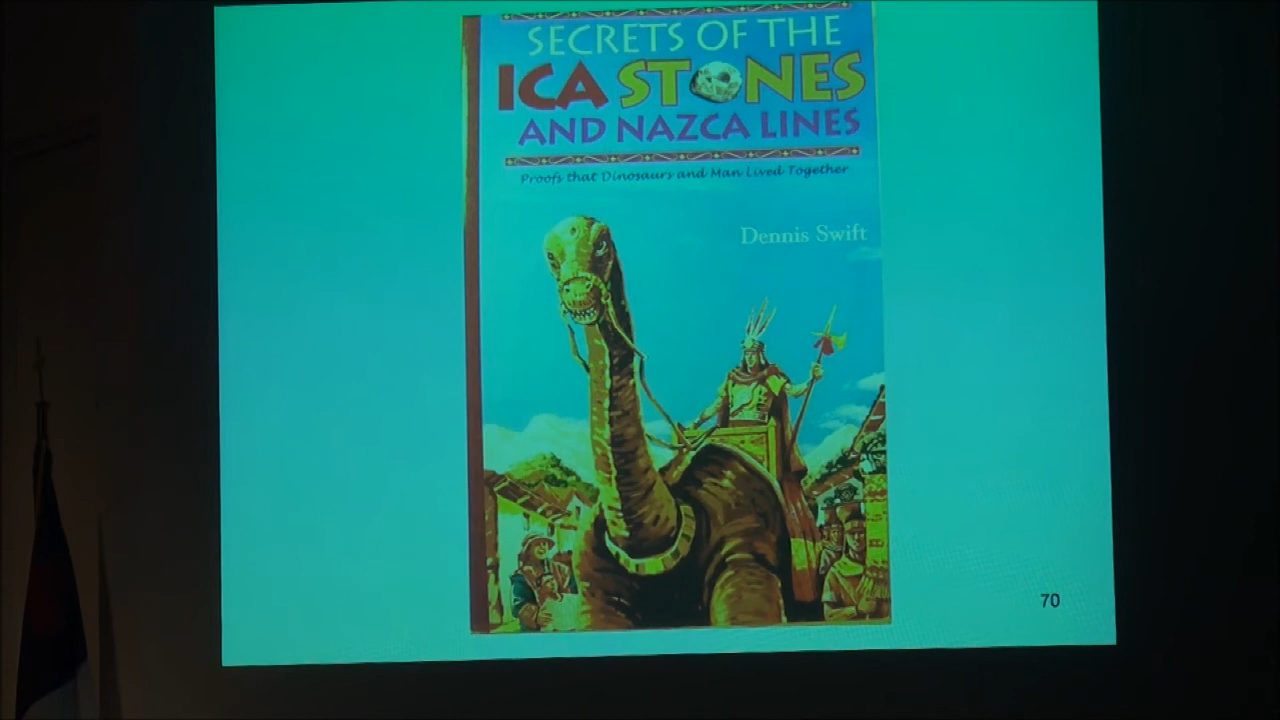 SECRETS OF THE
ICA STONES
AND NAZCA LINES
Proofs that Dinosaurs and Man Lived Together
Dennis Swift
70